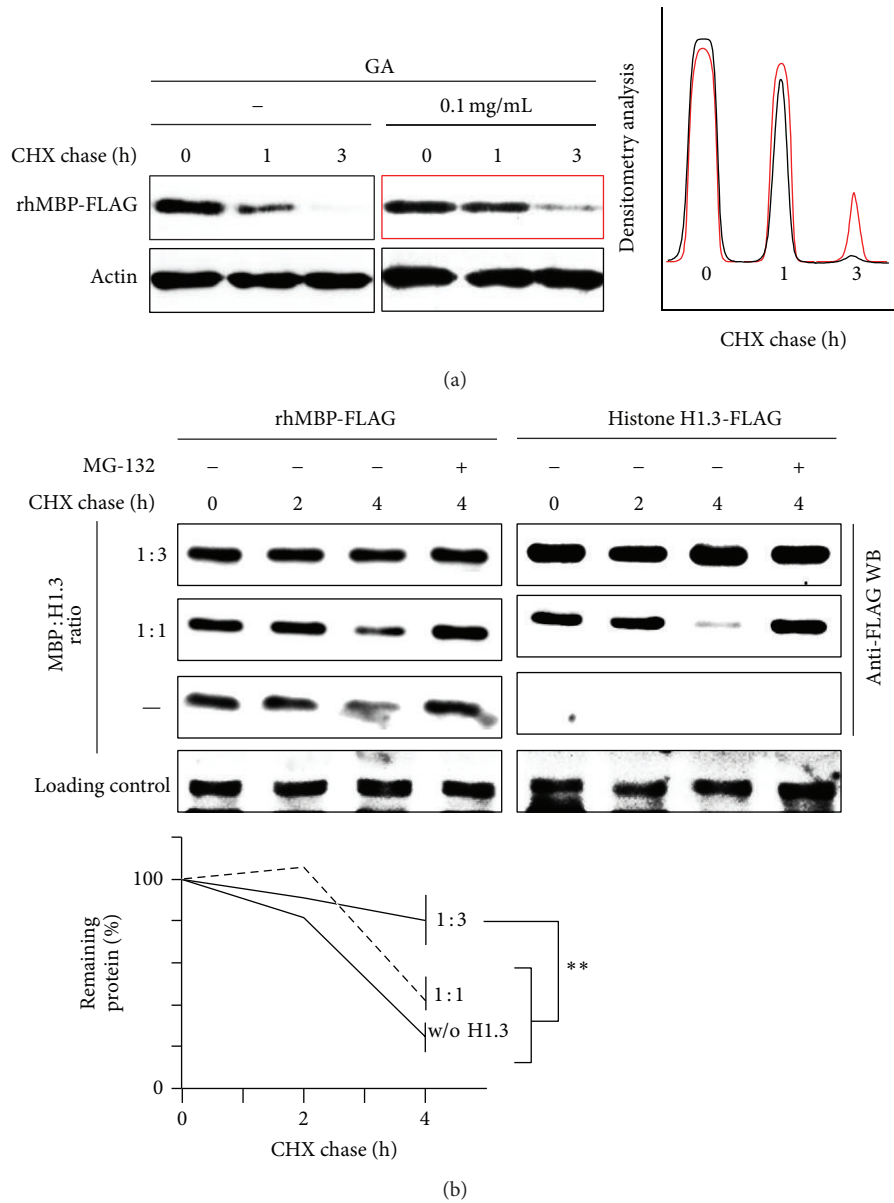 GA
– 0.1 mg/mL
CHX chase (h) 0 1 3 0 1 3
rhMBP-FLAG
Actin
Densitometry analysis
0 1 3
CHX chase (h)
(a)
rhMBP-FLAG Histone H1.3-FLAG
MG-132 – – – + – – – +
CHX chase (h) 0 2 4 4 0 2 4 4
MBP:H1.3
ratio
1:3
1:1
—
Loading control
Anti-FLAG WB
Remaining
protein (%)
100
0
1:3
1:1
w/o H1.3
**
0 2 4
CHX chase (h)
(b)